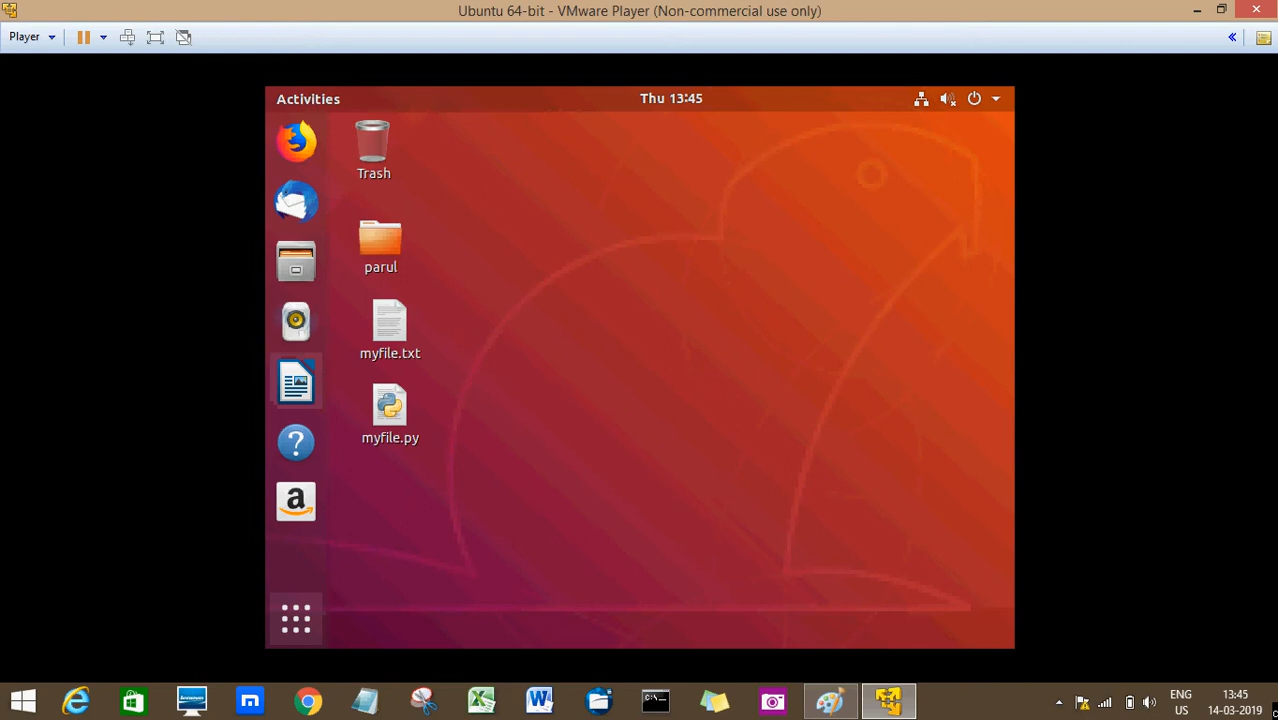 Ubuntu 64-bit - VMware Player (Non-commercial use only)
Player
Activities
Thu 13:45
Trash
parul
myfile.txt
myfile.py
ENG
US
13:45
14-03-2019